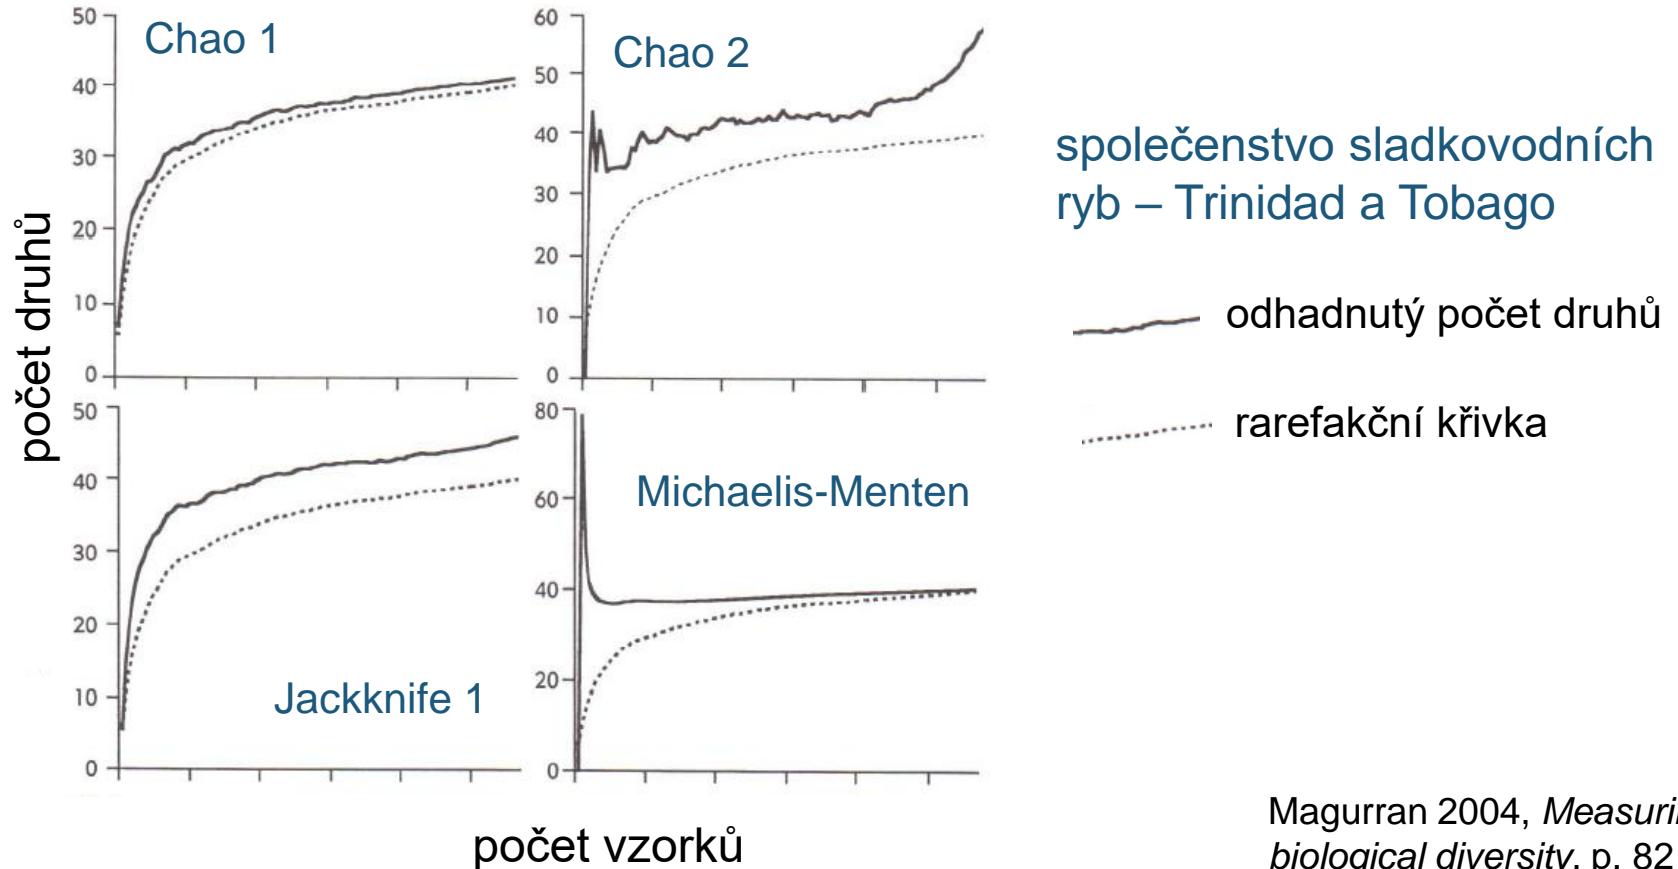 počet druhů
Chao 1
50
40
30
20
10
0
Chao 2
60
50
40
30
20
10
0
Jackknife 1
50
40
30
20
10
0
Michaelis-Menten
80
60
40
20
0
počet vzorků
společenstvo sladkovodních
ryb – Trinidad a Tobago
odhadnutý počet druhů
rarefakční křivka
Magurran 2004, Measuri
biological diversity, p. 82